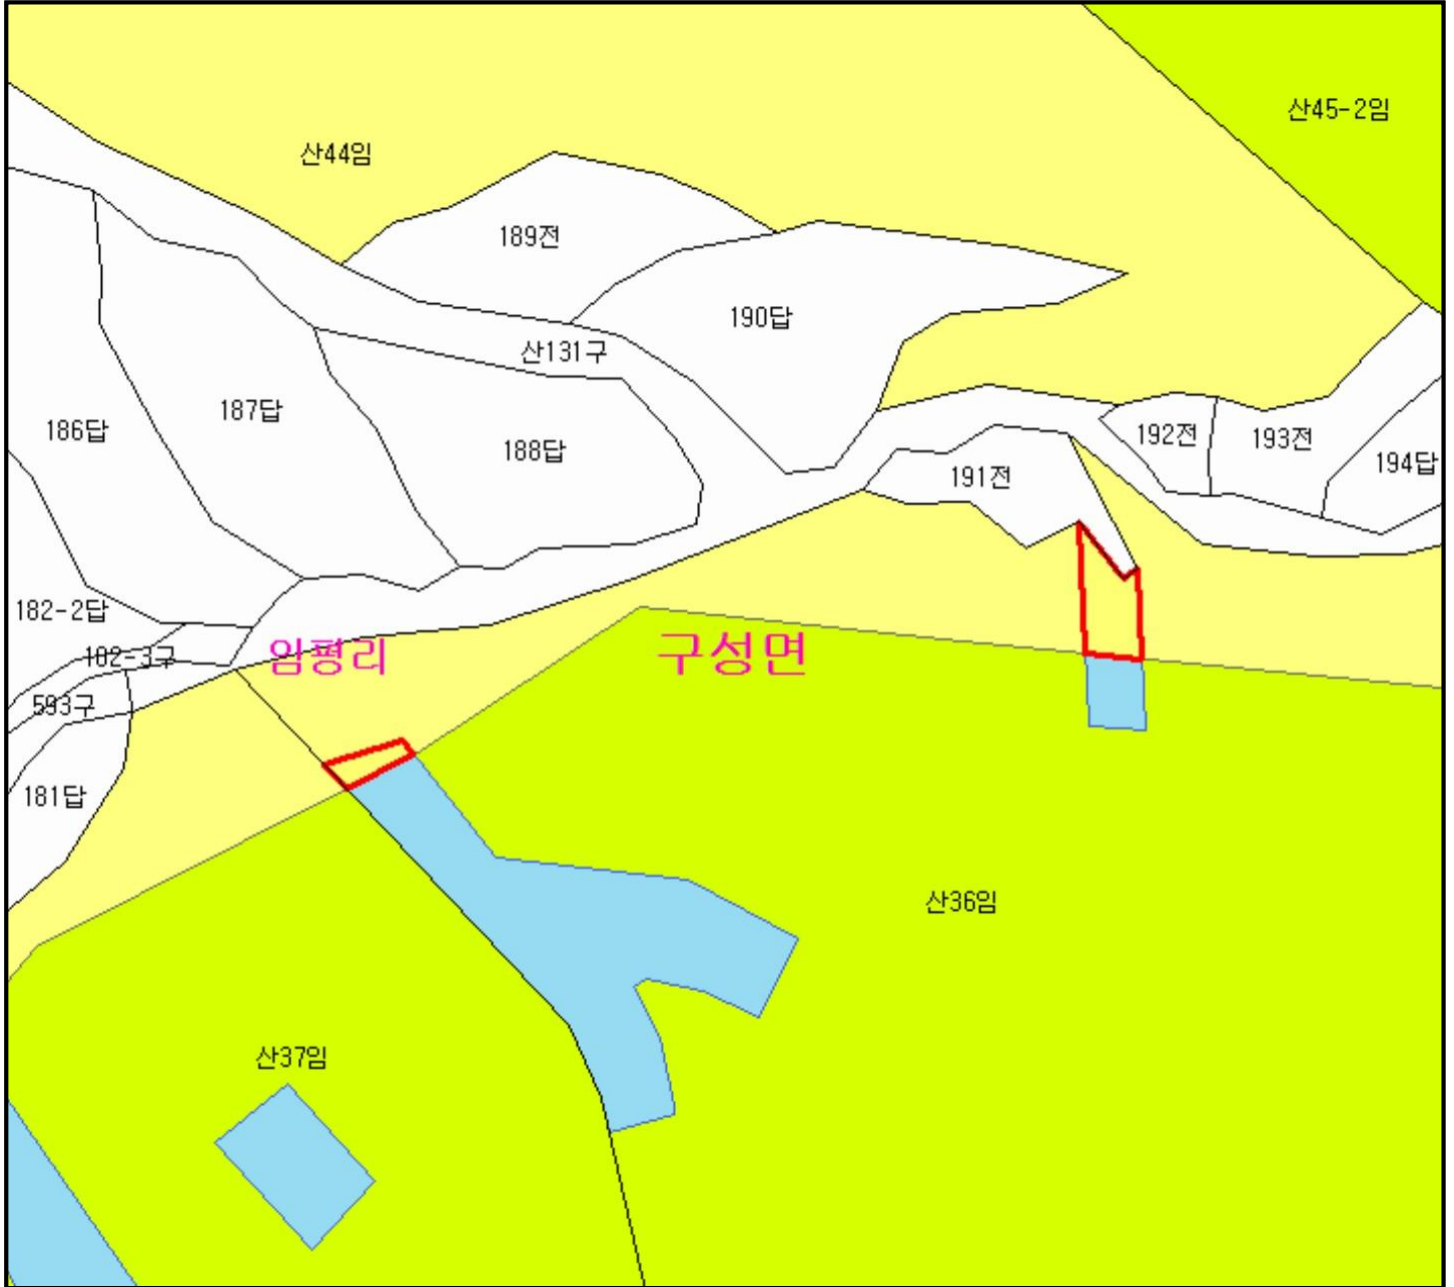 산45-2임
산44임
189전
190답
산131구
187답
186답
188답
192전
193전
194답
191전
182-2답
182-3구
임평리
구성면
593구
181답
산36임
산37임